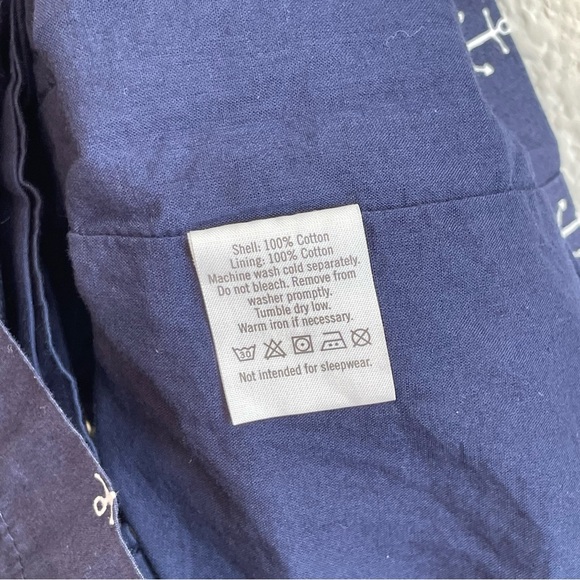 Shell: 100% Cotton
Lining: 100% Cotton
Machine wash cold separately.
Do not bleach. Remove from
washer promptly.
Tumble dry low.
Warm iron if necessary.
30
Not intended for sleepwear.